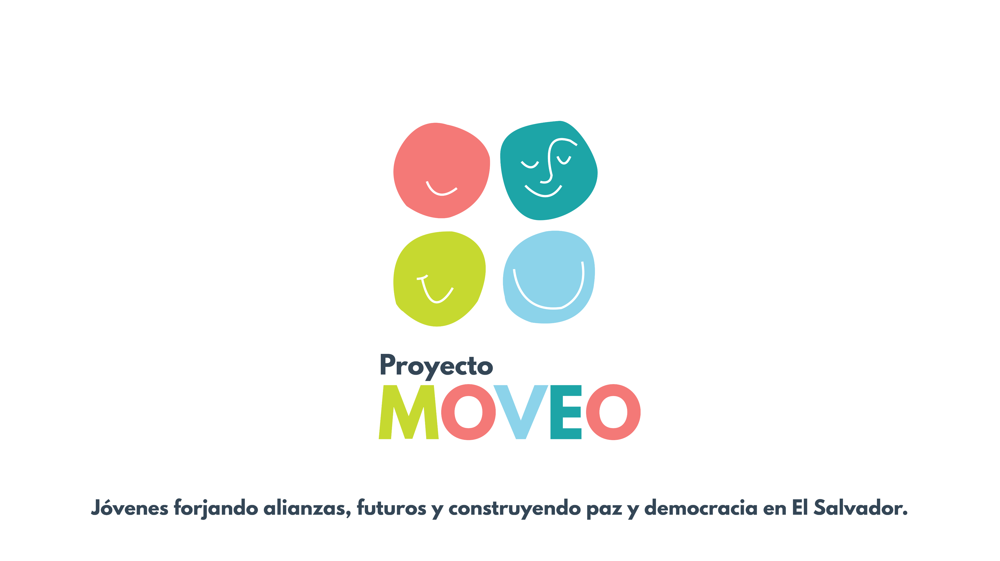 Proyecto
MOVEO
Jóvenes forjando alianzas, futuros y construyendo paz y democracia en El Salvador.